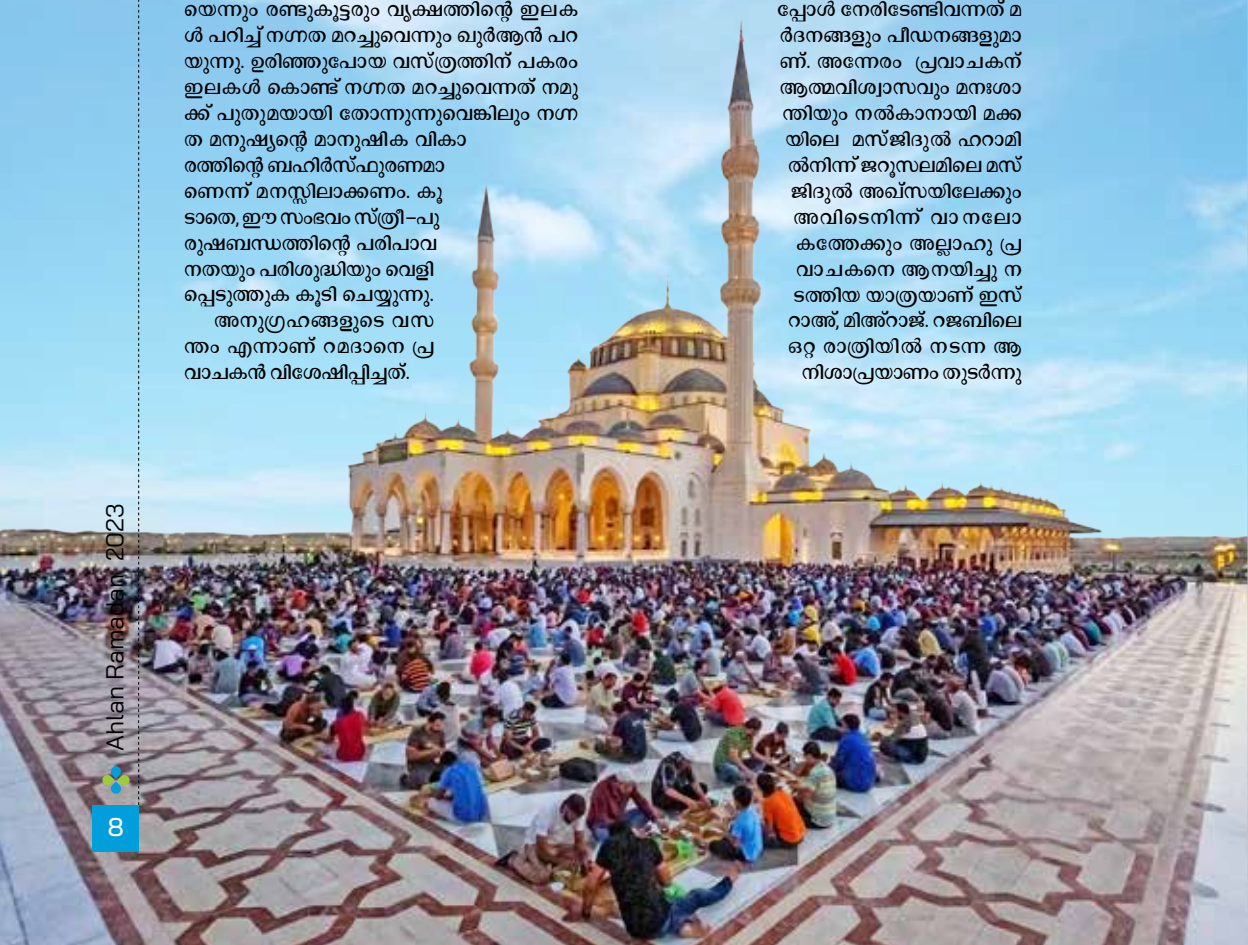 യെന്നും രണ്ടുകൂട്ടരും വൃക്ഷത്തിന്റെ ഇലക
ൾ പറിച്ച് നഗ്നത മറച്ചുവെന്നും ഖുർആൻ പറ
യുന്നു. ഉരിഞ്ഞുപോയ വസ്ത്രത്തിന് പകരം
ഇലകൾ കൊണ്ട് നഗ്നത മറച്ചുവെന്നത് നമു
ക്ക് പുതുമയായി തോന്നുന്നുവെങ്കിലും നഗ്ന
ത മനുഷ്യന്റെ മാനുഷിക വികാ
രത്തിന്റെ ബഹിർസ്ഫുരണമാ
ണെന്ന് മനസ്സിലാക്കണം. കൂ
ടാതെ, ഈ സംഭവം സ്ത്രീ–പു
രുഷബന്ധത്തിന്റെ പരിപാവ
നതയും പരിശുദ്ധിയും വെളി
പ്പെടുത്തുക കൂടി ചെയ്യുന്നു.
അനുഗ്രഹങ്ങളുടെ വസ
ന്തം എന്നാണ് റമദാനെ പ്ര
വാചകൻ വിശേഷിപ്പിച്ചത്.
പ്പോൾ നേരിടേണ്ടിവന്നത് മ
ർദനങ്ങളും പീഡനങ്ങളുമാ
ണ്. അന്നേരം പ്രവാചകന്
ആത്മവിശ്വാസവും മനഃശാ
ന്തിയും നൽകാനായി മക്ക
യിലെ മസ്ജിദുൽ ഹറാമി
ൽനിന്ന് ജറൂസലമിലെ മസ്
ജിദുൽ അഖ്സയിലേക്കും
അവിടെനിന്ന് വാ നലോ
കത്തേക്കും അല്ലാഹു പ്ര
വാചകനെ ആനയിച്ചു ന
ടത്തിയ യാത്രയാണ് ഇസ്
റാഅ്, മിഅ്റാജ്. റജബിലെ
ഒറ്റ രാത്രിയിൽ നടന്ന ആ
നിശാപ്രയാണം തുടർന്നു
Ahlan Ramadan 2023
8